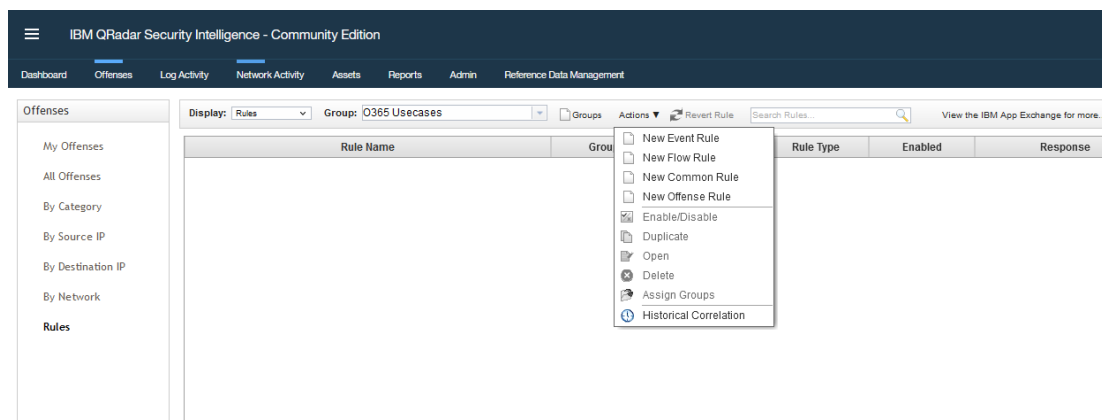 IBM QRadar Security Intelligence - Community Edition
Dashboard Offenses Log Activity Network Activity Assets Reports Admin Reference Data Management
Offenses
Display: Rules Group: O365 Usecases Groups Actions ▼ Revert Rule Search Rules... View the IBM App Exchange for more..
Rule Name Grou Rule Type Enabled Response
My Offenses
All Offenses
By Category
By Source IP
By Destination IP
By Network
Rules
New Event Rule
New Flow Rule
New Common Rule
New Offense Rule
Enable/Disable
Duplicate
Open
Delete
Assign Groups
Historical Correlation